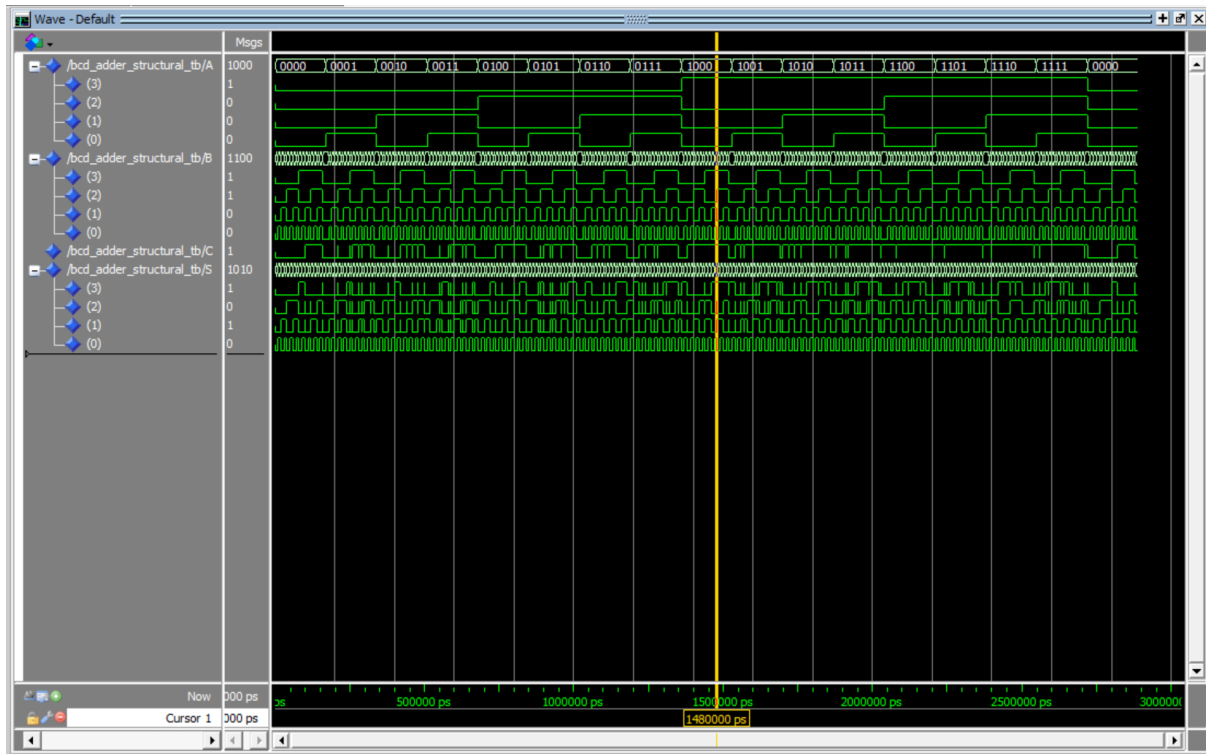 Wave - Default
Msgs
/bcd_adder_structural_tb/A 1000 0000 0001 0010 0011 0100 0101 0110 0111 1000 1001 1010 1011 1100 1101 1110 1111 0000
(3) 1
(2) 0
(1) 0
(0) 0
/bcd_adder_structural_tb/B 1100
(3) 1
(2) 1
(1) 0
(0) 0
/bcd_adder_structural_tb/C 1
/bcd_adder_structural_tb/S 1010
(3) 1
(2) 0
(1) 1
(0) 0
Now 000 ps ps 500000 ps 1000000 ps 1500000 ps 2000000 ps 2500000 ps 3000000
Cursor 1 000 ps 1480000 ps